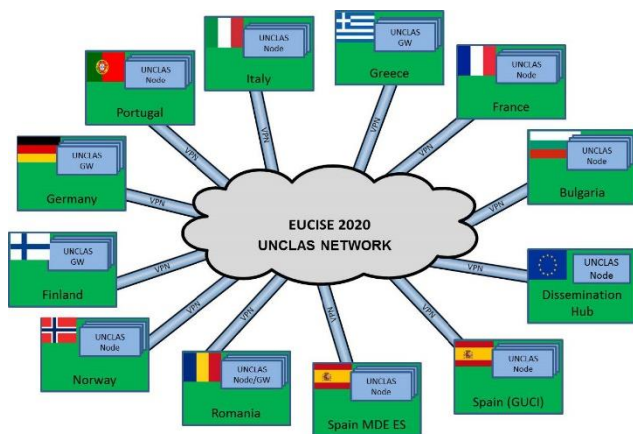 UNCLAS
Node
Italy
UNCLAS
GW
Greece
UNCLAS
Node
Portugal
UNCLAS
Node
France
UNCLAS
GW
Germany
UNCLAS
Node
Bulgaria
UNCLAS
GW
Finland
UNCLAS
Node
Dissemination
Hub
UNCLAS
Node
Norway
UNCLAS
Node/GW
Romania
UNCLAS
Node
Spain MDE ES
UNCLAS
Node
Spain (GUCI)
EUCISE 2020
UNCLAS NETWORK
VPN
VPN
VPN
VPN
VPN
VPN
VPN
VPN
VPN
VPN
VPN
VPN